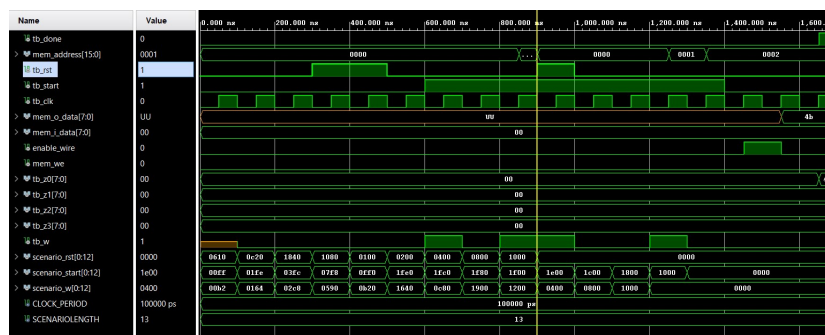 Name Value 0.000 ns 200.000 ns 400.000 ns 600.000 ns 800.000 ns 1,000.000 ns 1,200.000 ns 1,400.000 ns 1,600.
tb_done 0
mem_address[15:0] 0001 0000 ... 0000 0001 0002
tb_rst 1
tb_start 1
tb_clk 0
mem_o_data[7:0] UU UU 4b
mem_i_data[7:0] 00 00
enable_wire 0
mem_we 0
tb_z0[7:0] 00 00
tb_z1[7:0] 00 00
tb_z2[7:0] 00 00
tb_z3[7:0] 00 00
tb_w 1
scenario_rst[0:12] 0000 0610 0c20 1840 1080 0100 0200 0400 0800 1000 0000
scenario_start[0:12] 1e00 00ff 01fe 03fc 07f8 0ff0 1fe0 1fc0 1f80 1f00 1e00 1c00 1800 1000 0000
scenario_w[0:12] 0400 00b2 0164 02c8 0590 0b20 1640 0c80 1900 1200 0400 0800 1000 0000
CLOCK_PERIOD 100000 ps 100000 ps
SCENARIOLENGTH 13 13